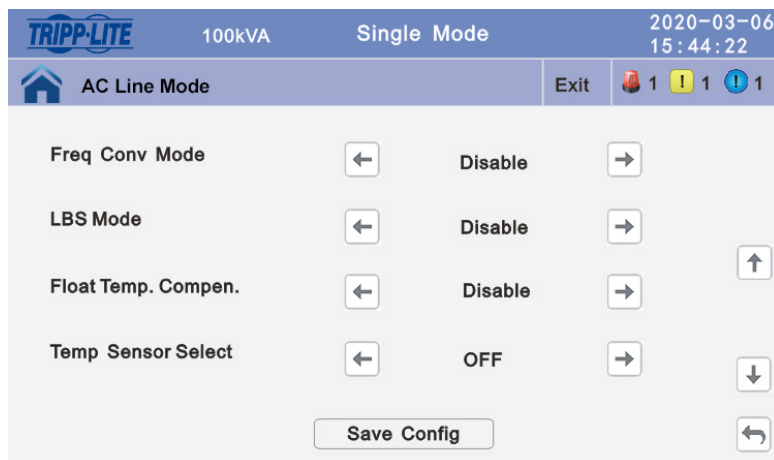 TRIPP·LITE 100kVA Single Mode 2020-03-06
15:44:22
AC Line Mode Exit 1 ! 1 ! 1
Freq Conv Mode Disable
LBS Mode Disable
Float Temp. Compen. Disable
Temp Sensor Select OFF
Save Config